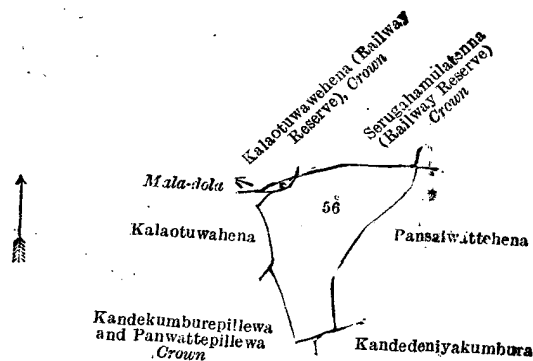 Kalaotuwawehena (Railway
Reserve), Crown
Serugahamulatenna
(Railway Reserve)
Crown
Mala-dola
56
Kalaotuwahena
Pansalwattehena
Kandekumburepillewa
and Panwattepillewa
Crown
Kandedeniyakumbura